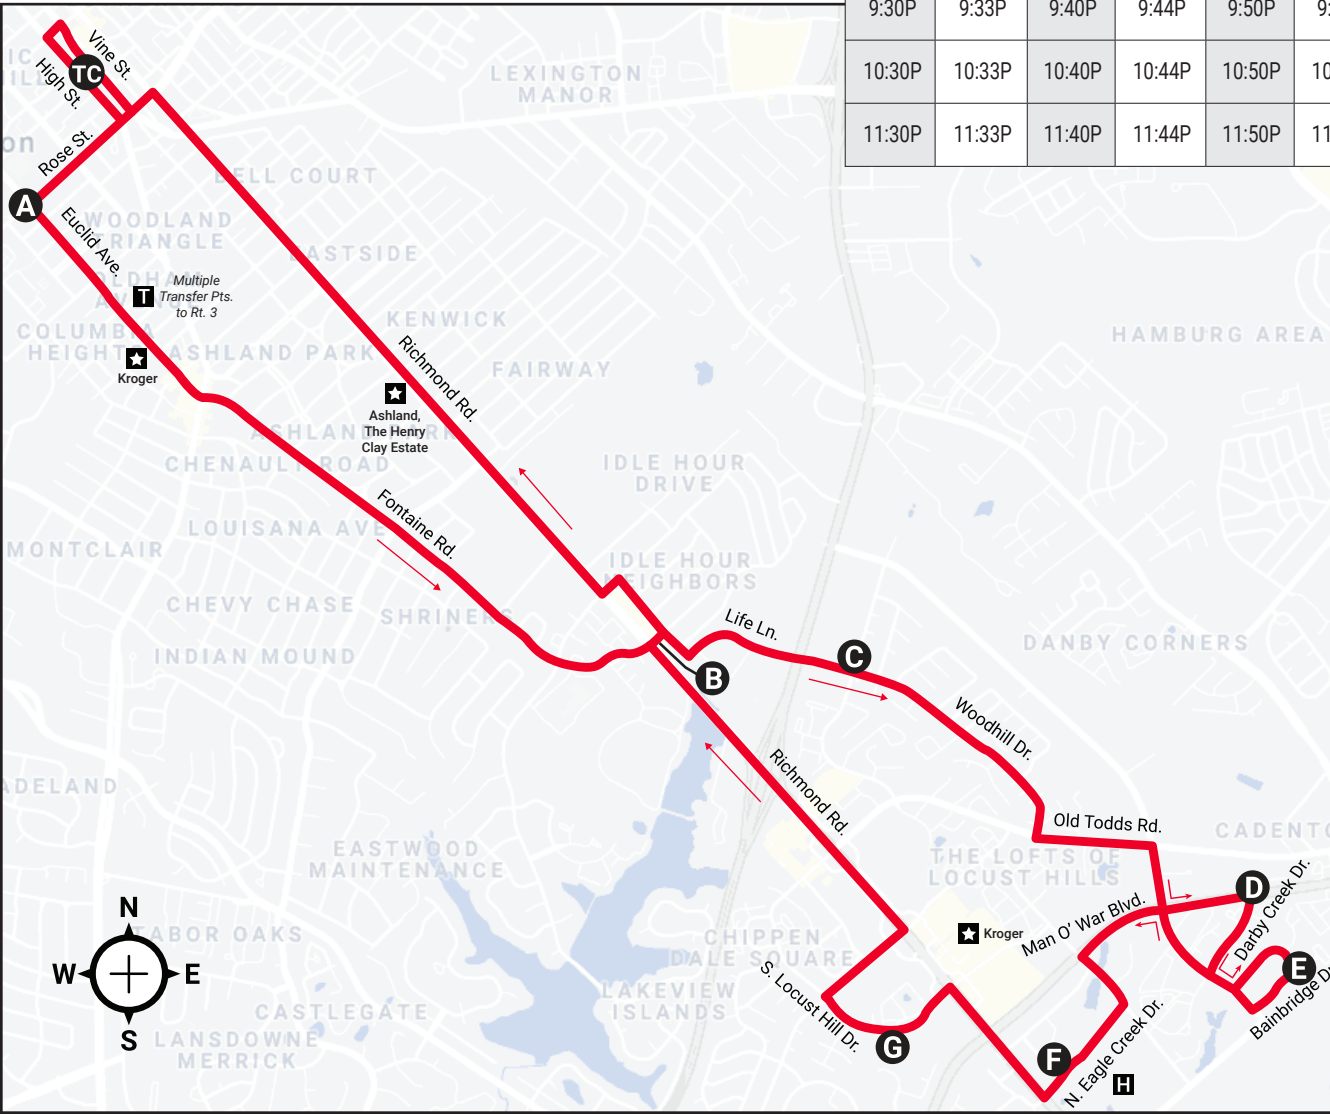 9:30P 9:33P 9:40P 9:44P 9:50P
10:30P 10:33P 10:40P 10:44P 10:50P 10
11:30P 11:33P 11:40P 11:44P 11:50P 11
Vine St.
TC
High St.
LEXINGTON
MANOR
on
Rose St.
A
BELL COURT
Euclid Ave.
WOODLAND
TRIANGLE
EASTSIDE
T
Multiple
Transfer Pts.
to Rt. 3
COLUMBIA
HEIGHTS
ASHLAND PARK
Kroger
KENWICK
Richmond Rd.
FAIRWAY
HAMBURG AREA
Ashland,
The Henry
Clay Estate
ASHLAND PARK
CHENAULT ROAD
IDLE HOUR
DRIVE
LOUISANA AVE
Fontaine Rd.
MONTCLAIR
IDLE HOUR
NEIGHBORS
CHEVY CHASE
SHRINERS
INDIAN MOUND
Life Ln.
C
B
DANBY CORNERS
Woodhill Dr.
ADELAND
Richmond Rd.
Old Todds Rd.
CADENTO
EASTWOOD
MAINTENANCE
THE LOFTS OF
LOCUST HILLS
D
Darby Creek Dr.
Man O' War Blvd.
N
W E
S
TABOR OAKS
CHIPPEN
DALE SQUARE
Kroger
E
Bainbridge D
S. Locust Hill Dr.
LAKEVIEW
ISLANDS
CASTLEGATE
LANSDOWNE
MERRICK
G
F
N. Eagle Creek Dr.
H